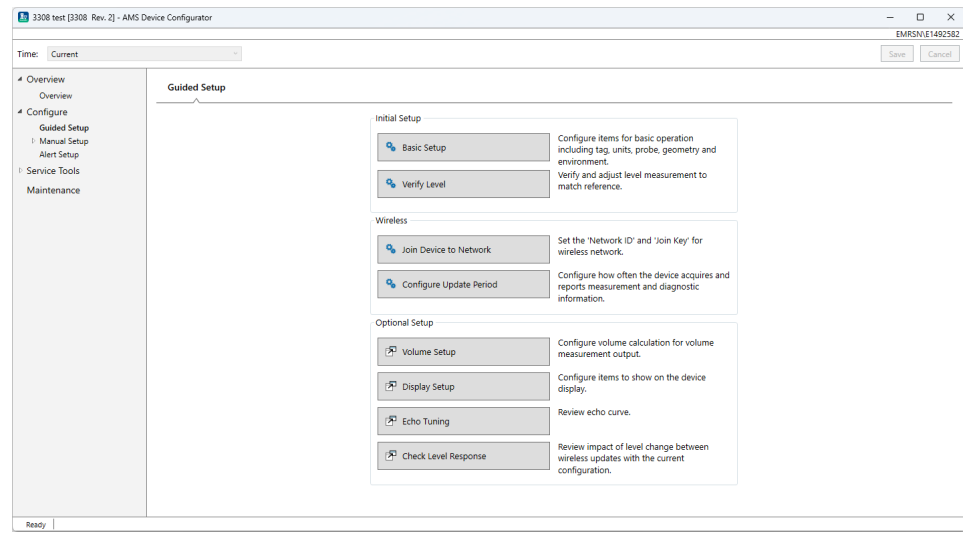 3308 test [3308 Rev. 2] - AMS Device Configurator
EMRSN\E1492582
Time: Current
Save Cancel
Overview
Overview
Configure
Guided Setup
Manual Setup
Alert Setup
Service Tools
Maintenance
Guided Setup
Initial Setup
Basic Setup
Configure items for basic operation
including tag, units, probe, geometry and
environment.
Verify Level
Verify and adjust level measurement to
match reference.
Wireless
Join Device to Network
Set the 'Network ID' and 'Join Key' for
wireless network.
Configure Update Period
Configure how often the device acquires and
reports measurement and diagnostic
information.
Optional Setup
Volume Setup
Configure volume calculation for volume
measurement output.
Display Setup
Configure items to show on the device
display.
Echo Tuning
Review echo curve.
Check Level Response
Review impact of level change between
wireless updates with the current
configuration.
Ready